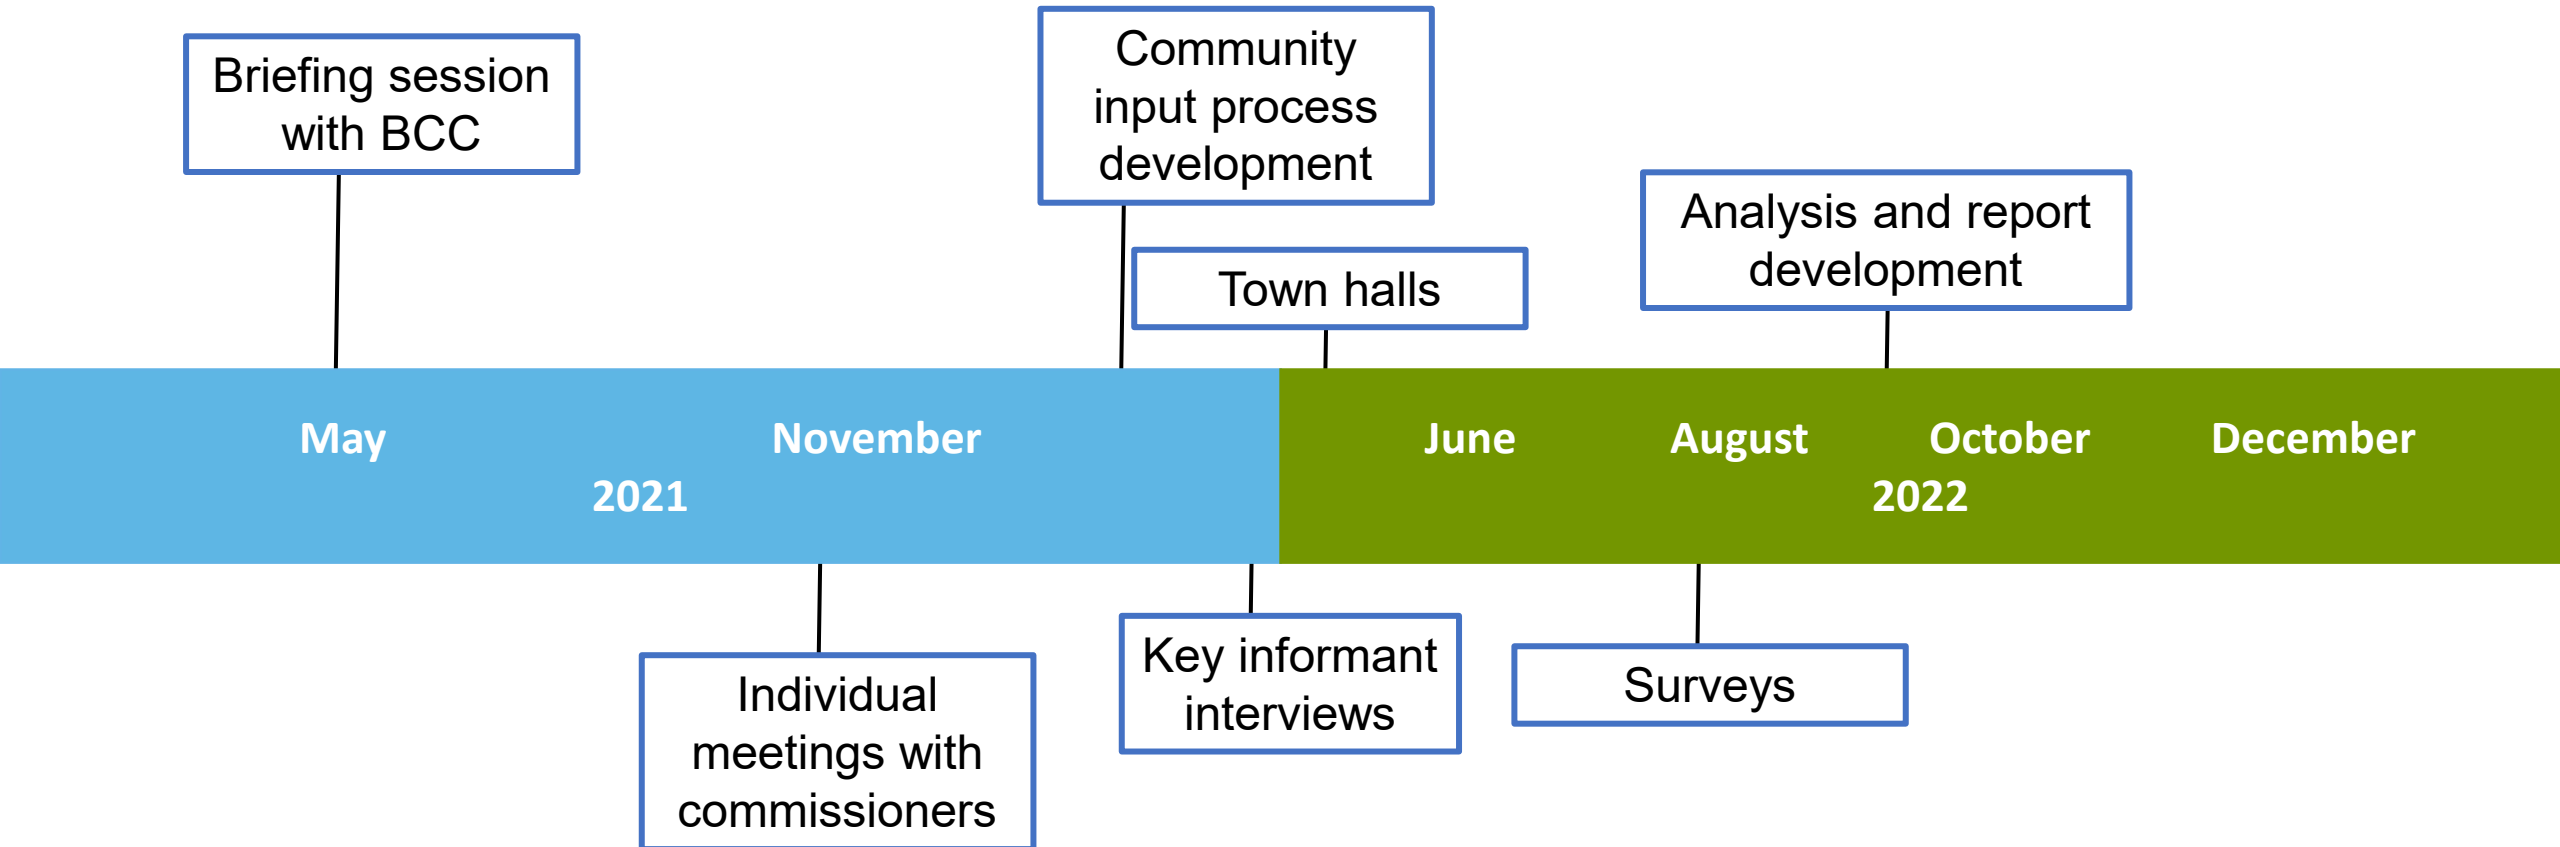 Briefing session
with BCC
Community
input process
development
Town halls
Analysis and report
development
May
November
2021
June
August
October
December
2022
Individual
meetings with
commissioners
Key informant
interviews
Surveys